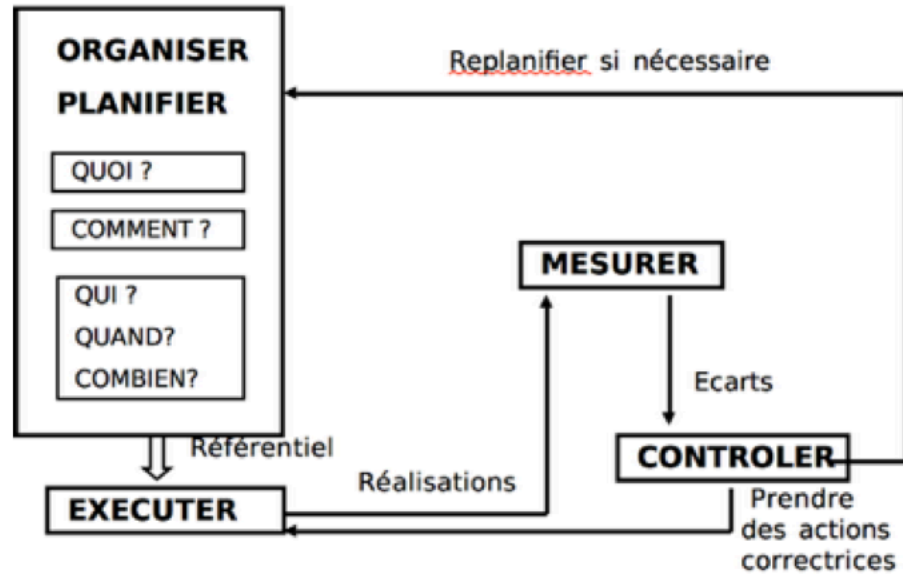 ORGANISER
PLANIFIER
QUOI ?
COMMENT ?
QUI ?
QUAND?
COMBIEN?
Référentiel
EXECUTER
Réalisations
MESURER
Ecarts
CONTROLER
Prendre
des actions
correctrices
Replanifier si nécessaire